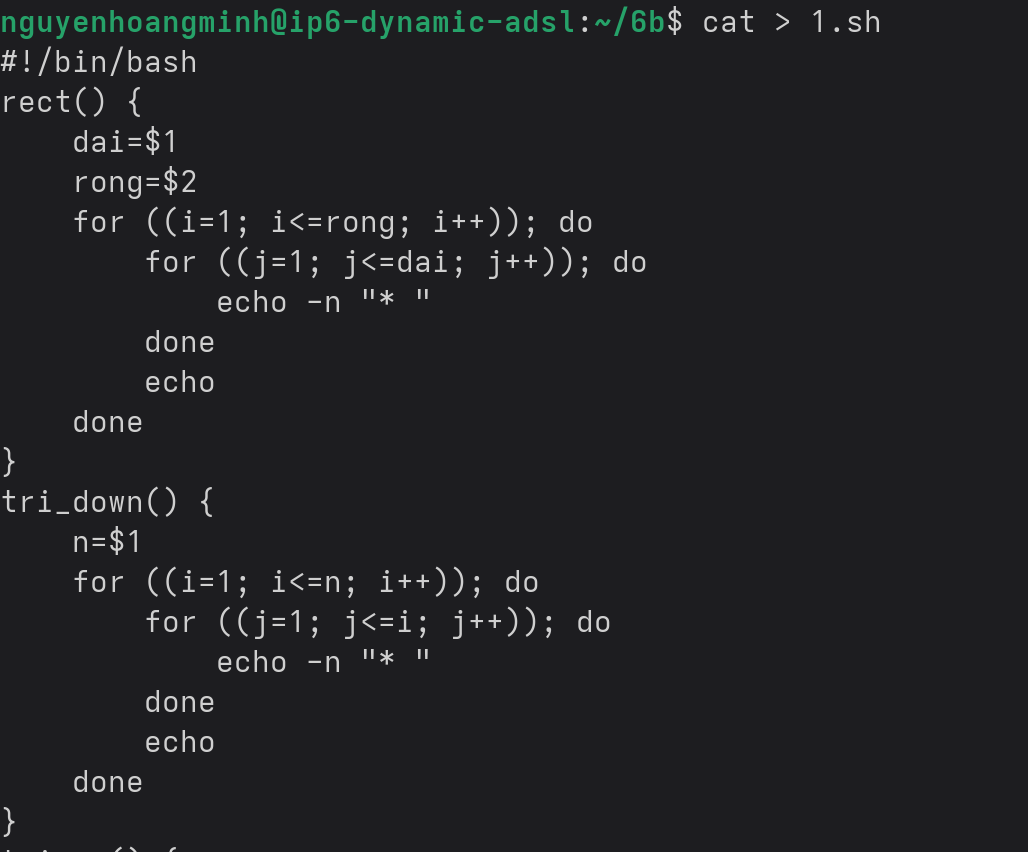 nguyenhoangminh@ip6-dynamic-adsl:~/6b$ cat > 1.sh
#!/bin/bash
rect() {
    dai=$1
    rong=$2
    for ((i=1; i<=rong; i++)); do
        for ((j=1; j<=dai; j++)); do
            echo -n "* "
        done
        echo
    done
}
tri_down() {
    n=$1
    for ((i=1; i<=n; i++)); do
        for ((j=1; j<=i; j++)); do
            echo -n "* "
        done
        echo
    done
}